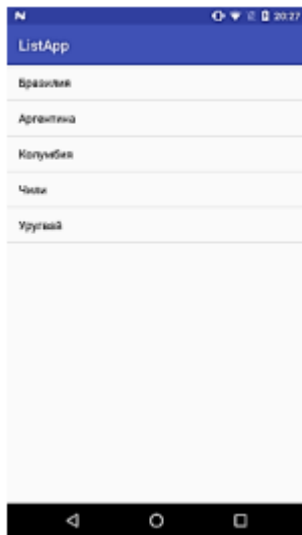 20:27
ListApp
Бразилия
Аргентина
Колумбия
Чили
Уругвай